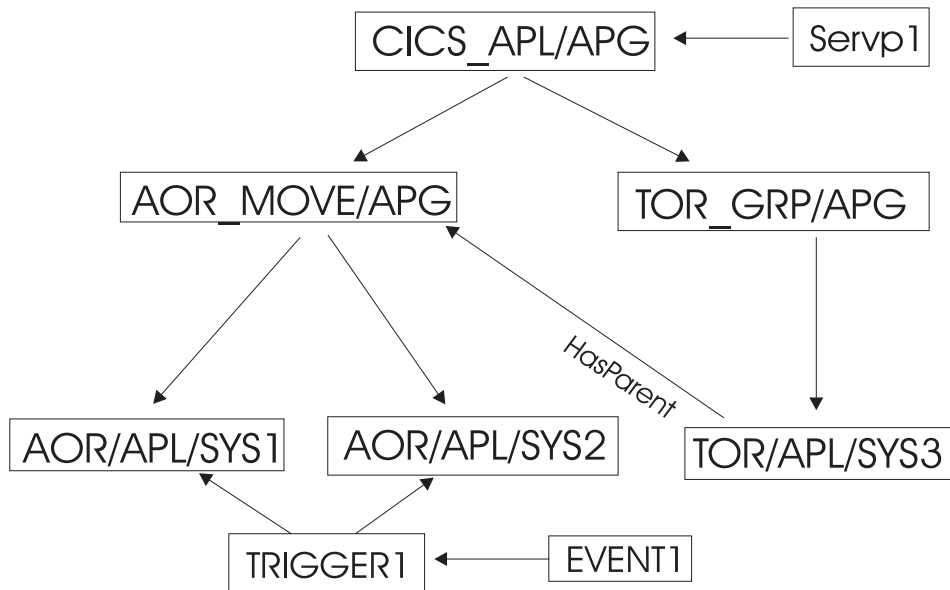 CICS_APL/APG
Servp1
AOR_MOVE/APG
TOR_GRP/APG
HasParent
AOR/APL/SYS1
AOR/APL/SYS2
TOR/APL/SYS3
TRIGGER1
EVENT1